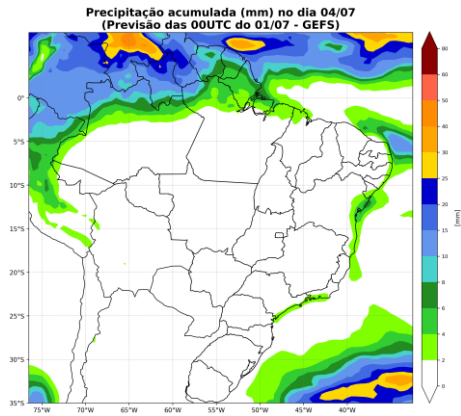 Precipitação acumulada (mm) no dia 04/07
(Previsão das 00UTC do 01/07 - GEFS)
0°
5°S
10°S
15°S
20°S
25°S
30°S
35°S
75°W
70°W
65°W
60°W
55°W
50°W
45°W
40°W
80
60
50
40
30
25
20
15
10
8
6
4
2
0
[mm]